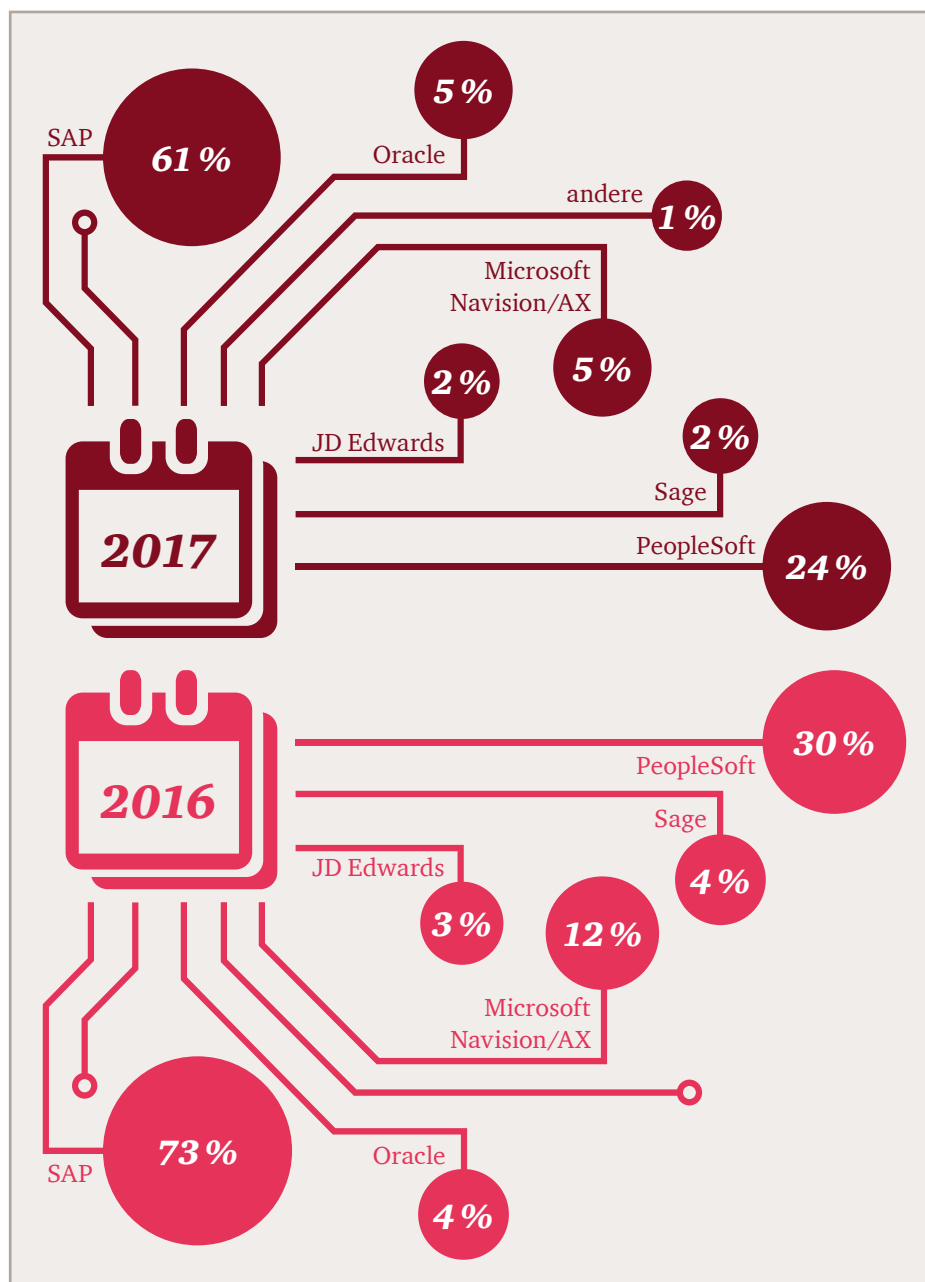 5 %
SAP
61 %
Oracle
andere
1 %
Microsoft
Navision/AX
2 %
5 %
JD Edwards
2 %
Sage
2017
PeopleSoft
24 %
2016
30 %
PeopleSoft
Sage
JD Edwards
4 %
3 %
12 %
Microsoft
Navision/AX
73 %
Oracle
SAP
4 %